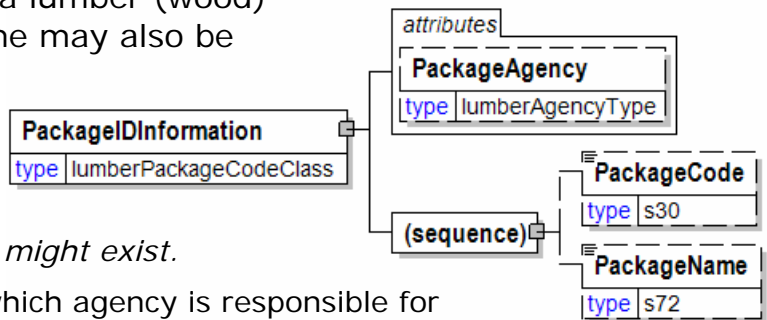 a lumber (wood)
ne may also be
attributes
PackageAgency
type lumberAgencyType
PackageIDInformation
type lumberPackageCodeClass
PackageCode
type s30
(sequence)
might exist.
PackageName
which agency is responsible for
type s72